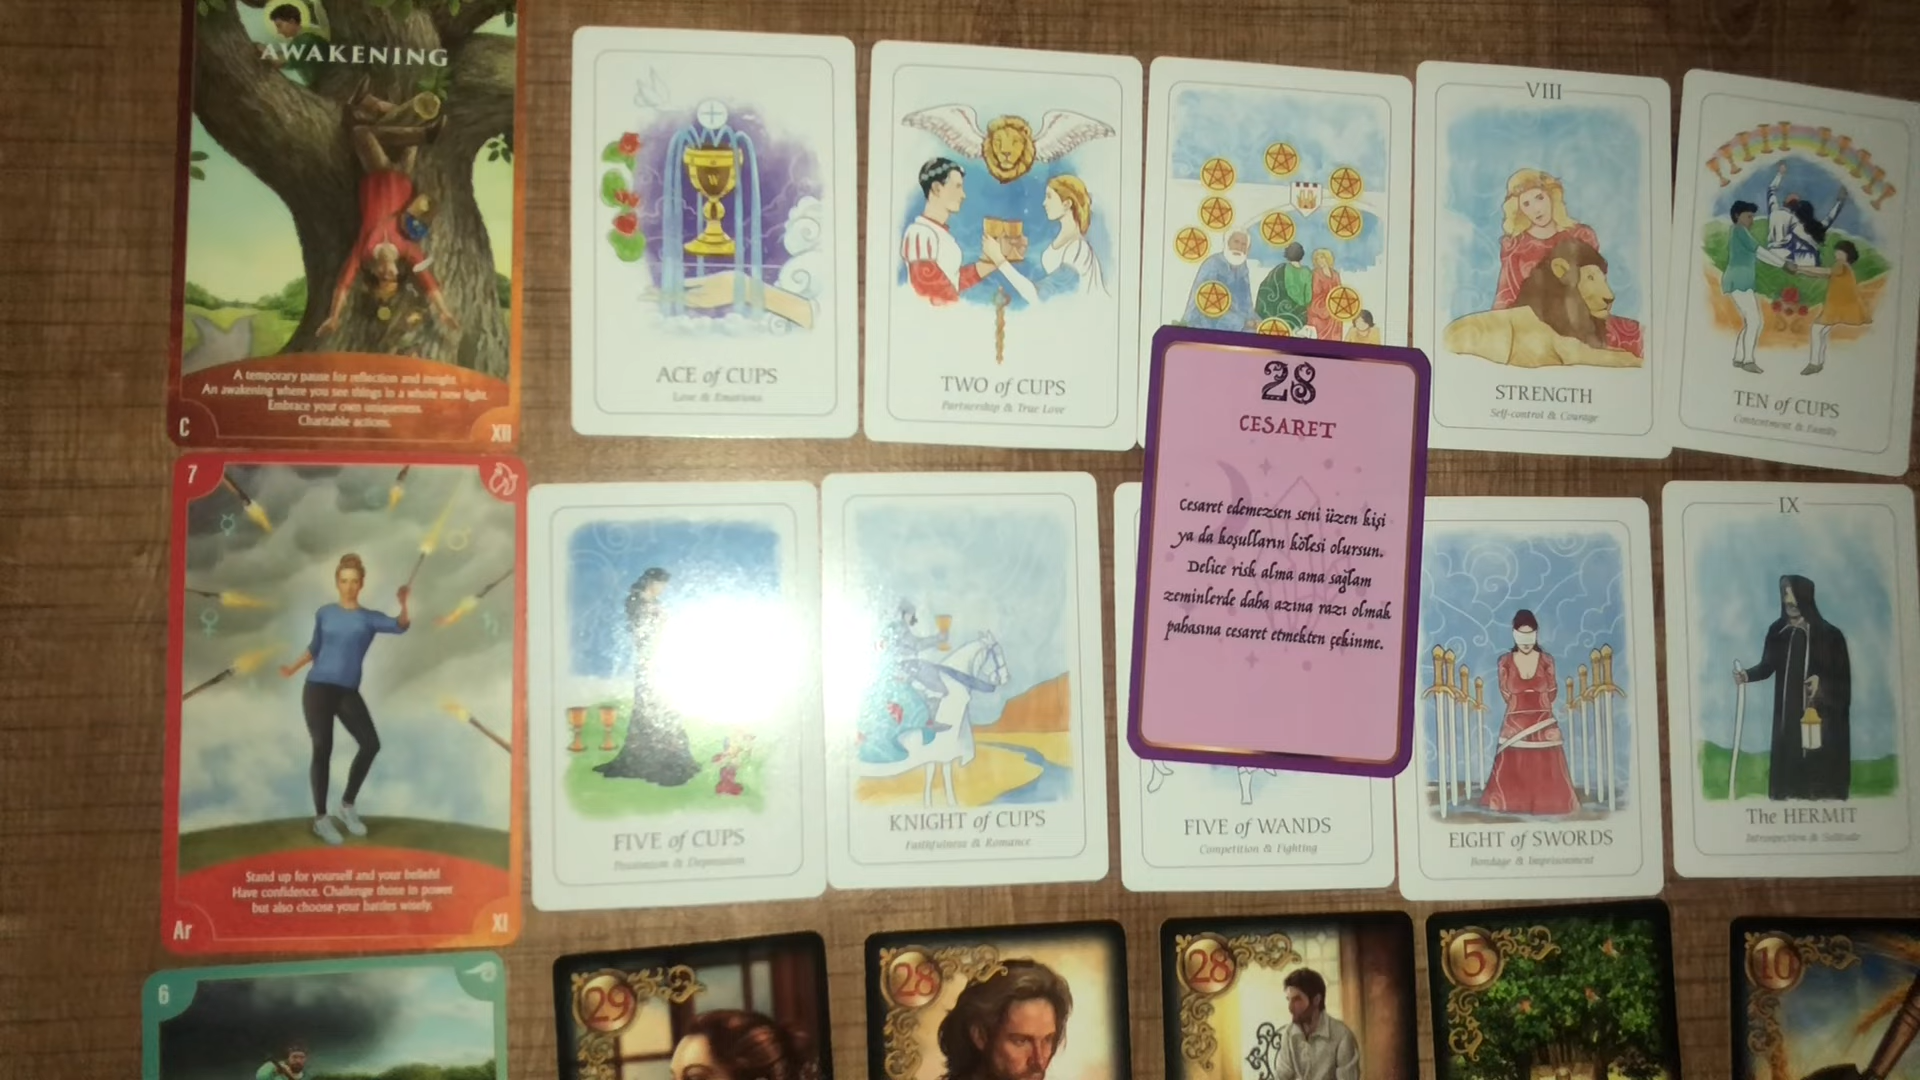 AWAKENING
A temporary pause for reflection and insight.
An awakening where you see things in a whole new light.
Embrace your own uniqueness.
Charitable actions.
C
XII
ACE of CUPS
Love & Emotions
W
TWO of CUPS
Partnership & True Love
VIII
STRENGTH
Self-control & Courage
TEN of CUPS
Contentment & Family
28
CESARET
Cesaret edemezsen seni üzen kişi
ya da koşulların kölesi olursun.
Delice risk alma ama sağlam
zeminlerde daha azına razı olmak
pahasına cesaret etmekten çekinme.
7
Stand up for yourself and your beliefs!
Have confidence. Challenge those in power
but also choose your battles wisely.
Ar
XI
FIVE of CUPS
Pessimism & Depression
KNIGHT of CUPS
Faithfulness & Romance
FIVE of WANDS
Competition & Fighting
EIGHT of SWORDS
Bondage & Imprisonment
IX
The HERMIT
Introspection & Solitude
6
29
28
28
5
10